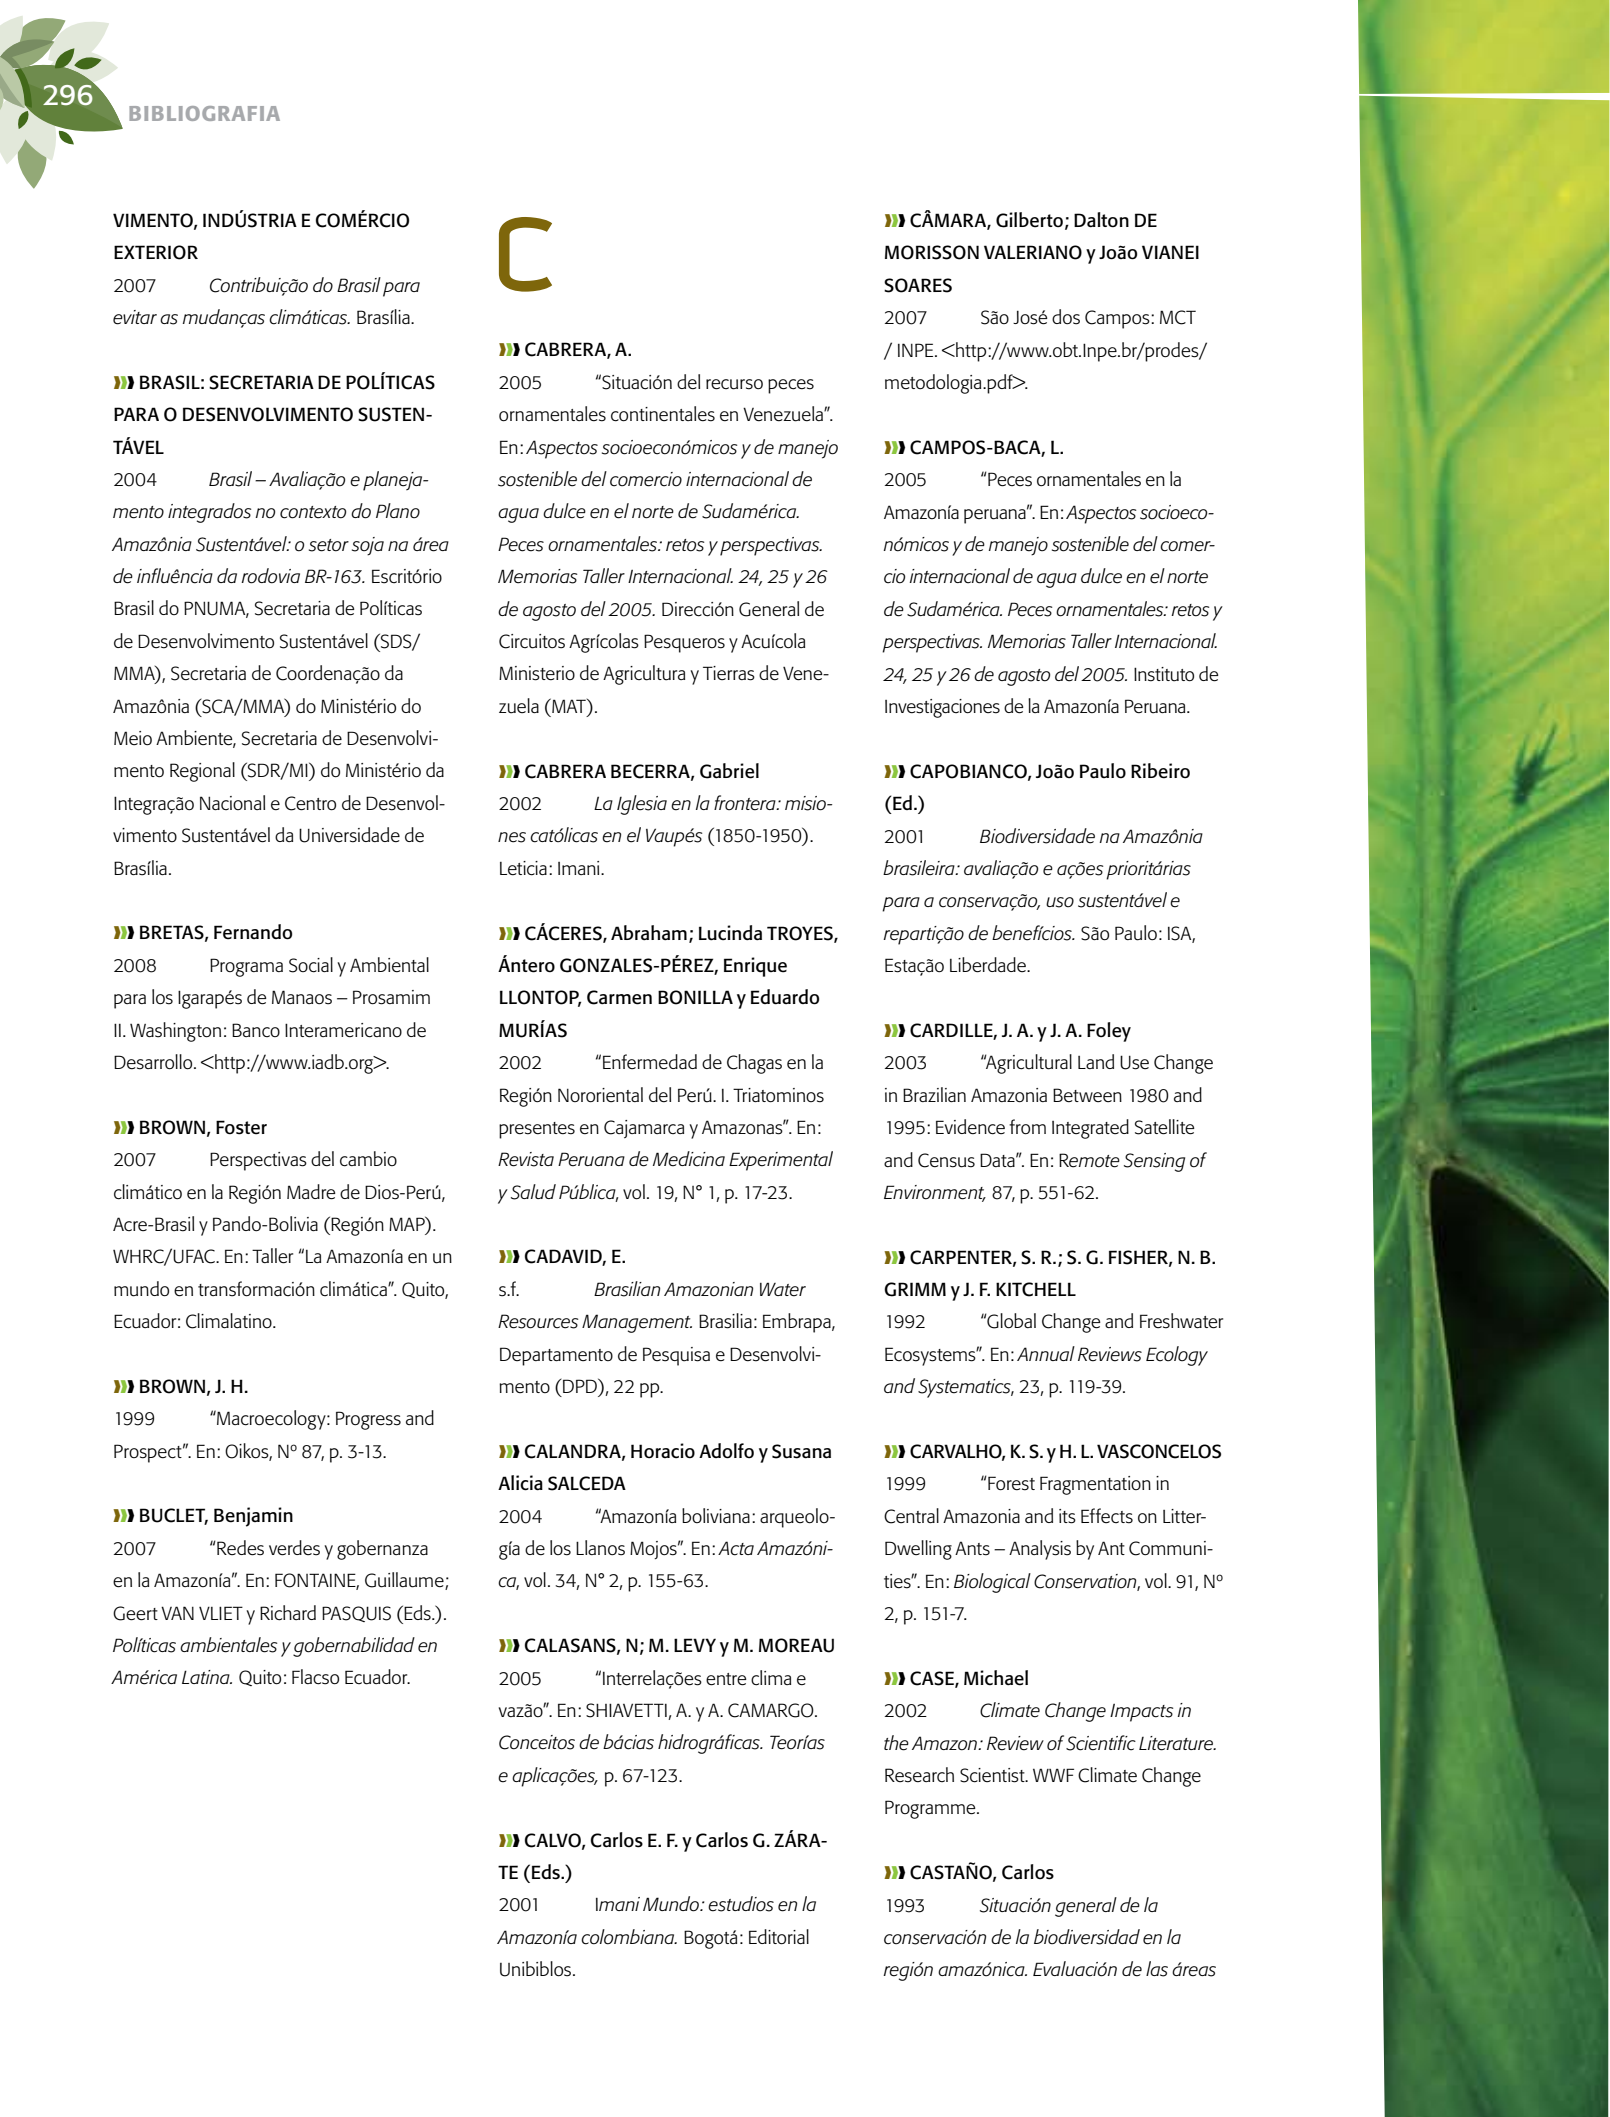 296
BIBLIOGRAFIA
VIMENTO, INDÚSTRIA E COMÉRCIO
EXTERIOR
2007 Contribuição do Brasil para
evitar as mudanças climáticas. Brasília.
BRASIL: SECRETARIA DE POLÍTICAS
PARA O DESENVOLVIMENTO SUSTEN-
TÁVEL
2004 Brasil – Avaliação e planeja-
mento integrados no contexto do Plano
Amazônia Sustentável: o setor soja na área
de influência da rodovia BR-163. Escritório
Brasil do PNUMA, Secretaria de Políticas
de Desenvolvimento Sustentável (SDS/
MMA), Secretaria de Coordenação da
Amazônia (SCA/MMA) do Ministério do
Meio Ambiente, Secretaria de Desenvolvi-
mento Regional (SDR/MI) do Ministério da
Integração Nacional e Centro de Desenvol-
vimento Sustentável da Universidade de
Brasília.
BRETAS, Fernando
2008 Programa Social y Ambiental
para los Igarapés de Manaos – Prosamim
II. Washington: Banco Interamericano de
Desarrollo. <http://www.iadb.org>.
BROWN, Foster
2007 Perspectivas del cambio
climático en la Región Madre de Dios-Perú,
Acre-Brasil y Pando-Bolivia (Región MAP).
WHRC/UFAC. En: Taller “La Amazonía en un
mundo en transformación climática”. Quito,
Ecuador: Climalatino.
BROWN, J. H.
1999 “Macroecology: Progress and
Prospect”. En: Oikos, Nº 87, p. 3-13.
BUCLET, Benjamin
2007 “Redes verdes y gobernanza
en la Amazonía”. En: FONTAINE, Guillaume;
Geert VAN VLIET y Richard PASQUIS (Eds.).
Políticas ambientales y gobernabilidad en
América Latina. Quito: Flacso Ecuador.
C
CABRERA, A.
2005 “Situación del recurso peces
ornamentales continentales en Venezuela”.
En: Aspectos socioeconómicos y de manejo
sostenible del comercio internacional de
agua dulce en el norte de Sudamérica.
Peces ornamentales: retos y perspectivas.
Memorias Taller Internacional. 24, 25 y 26
de agosto del 2005. Dirección General de
Circuitos Agrícolas Pesqueros y Acuícola
Ministerio de Agricultura y Tierras de Vene-
zuela (MAT).
CABRERA BECERRA, Gabriel
2002 La Iglesia en la frontera: misio-
nes católicas en el Vaupés (1850-1950).
Leticia: Imani.
CÁCERES, Abraham; Lucinda TROYES,
Ántero GONZALES-PÉREZ, Enrique
LLONTOP, Carmen BONILLA y Eduardo
MURÍAS
2002 “Enfermedad de Chagas en la
Región Nororiental del Perú. I. Triatominos
presentes en Cajamarca y Amazonas”. En:
Revista Peruana de Medicina Experimental
y Salud Pública, vol. 19, N° 1, p. 17-23.
CADAVID, E.
s.f. Brasilian Amazonian Water
Resources Management. Brasilia: Embrapa,
Departamento de Pesquisa e Desenvolvi-
mento (DPD), 22 pp.
CALANDRA, Horacio Adolfo y Susana
Alicia SALCEDA
2004 “Amazonía boliviana: arqueolo-
gía de los Llanos Mojos”. En: Acta Amazóni-
ca, vol. 34, N° 2, p. 155-63.
CALASANS, N; M. LEVY y M. MOREAU
2005 “Interrelações entre clima e
vazão”. En: SHIAVETTI, A. y A. CAMARGO.
Conceitos de bácias hidrográficas. Teorías
e aplicações, p. 67-123.
CALVO, Carlos E. F. y Carlos G. ZÁRA-
TE (Eds.)
2001 Imani Mundo: estudios en la
Amazonía colombiana. Bogotá: Editorial
Unibiblos.
CÂMARA, Gilberto; Dalton DE
MORISSON VALERIANO y João VIANEI
SOARES
2007 São José dos Campos: MCT
/ INPE. <http://www.obt.Inpe.br/prodes/
metodologia.pdf>.
CAMPOS-BACA, L.
2005 “Peces ornamentales en la
Amazonía peruana”. En: Aspectos socioeco-
nómicos y de manejo sostenible del comer-
cio internacional de agua dulce en el norte
de Sudamérica. Peces ornamentales: retos y
perspectivas. Memorias Taller Internacional.
24, 25 y 26 de agosto del 2005. Instituto de
Investigaciones de la Amazonía Peruana.
CAPOBIANCO, João Paulo Ribeiro
(Ed.)
2001 Biodiversidade na Amazônia
brasileira: avaliação e ações prioritárias
para a conservação, uso sustentável e
repartição de benefícios. São Paulo: ISA,
Estação Liberdade.
CARDILLE, J. A. y J. A. Foley
2003 “Agricultural Land Use Change
in Brazilian Amazonia Between 1980 and
1995: Evidence from Integrated Satellite
and Census Data”. En: Remote Sensing of
Environment, 87, p. 551-62.
CARPENTER, S. R.; S. G. FISHER, N. B.
GRIMM y J. F. KITCHELL
1992 “Global Change and Freshwater
Ecosystems”. En: Annual Reviews Ecology
and Systematics, 23, p. 119-39.
CARVALHO, K. S. y H. L. VASCONCELOS
1999 “Forest Fragmentation in
Central Amazonia and its Effects on Litter-
Dwelling Ants – Analysis by Ant Communi-
ties”. En: Biological Conservation, vol. 91, Nº
2, p. 151-7.
CASE, Michael
2002 Climate Change Impacts in
the Amazon: Review of Scientific Literature.
Research Scientist. WWF Climate Change
Programme.
CASTAÑO, Carlos
1993 Situación general de la
conservación de la biodiversidad en la
región amazónica. Evaluación de las áreas